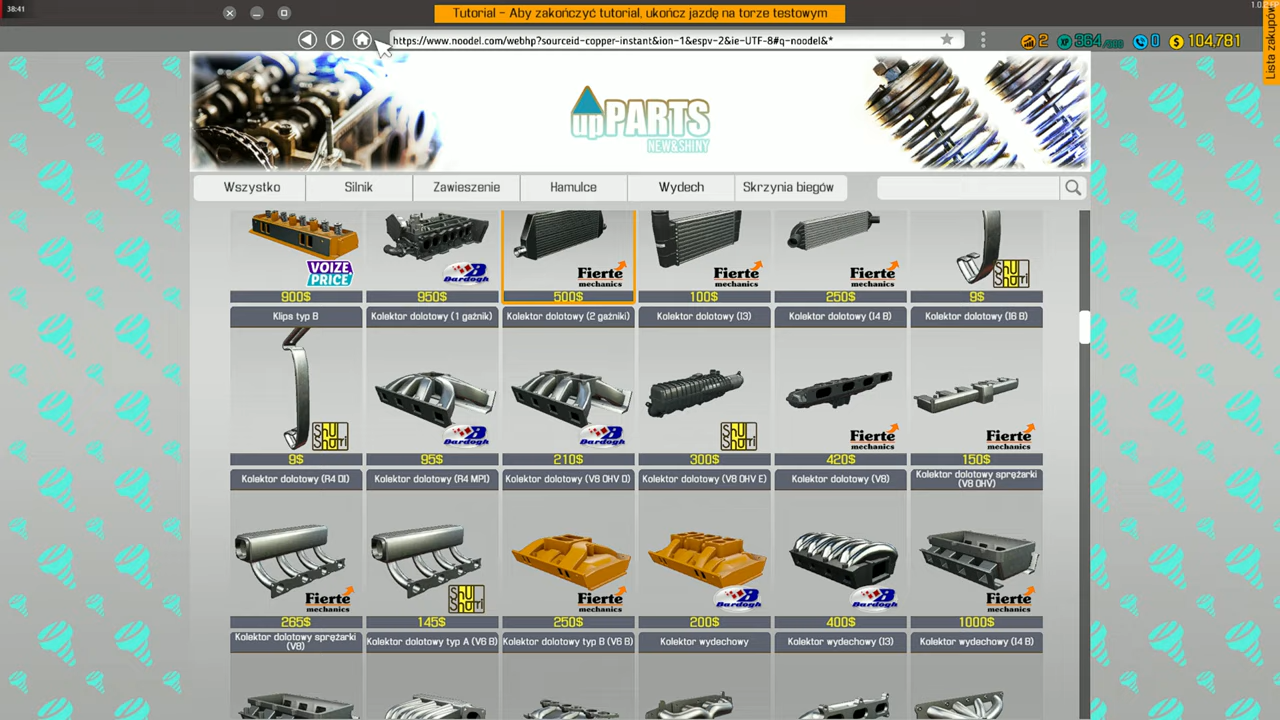 38:41
Tutorial - Aby zakończyć tutorial, ukończ jazdę na torze testowym
https://www.noodel.com/webhp?sourceid-copper-instant&ion-1&espv-2&ie-UTF-8#q-noodel&*
2
364
0
$ 104,781
Lista zakupów
upPARTS
NEW&SHINY
Wszystko
Silnik
Zawieszenie
Hamulce
Wydech
Skrzynia biegów
VOIZE PRICE
Bardogh
Fierte mechanics
Fierte mechanics
Fierte mechanics
Shu Shuri
900$
950$
500$
100$
250$
9$
Klips typ B
Kolektor dolotowy (1 gaźnik)
Kolektor dolotowy (2 gaźniki)
Kolektor dolotowy (I3)
Kolektor dolotowy (I4 B)
Kolektor dolotowy (I6 B)
Bardogh
Bardogh
Fierte mechanics
Fierte mechanics
9$
95$
210$
300$
420$
150$
Kolektor dolotowy (R4 DI)
Kolektor dolotowy (R4 MPI)
Kolektor dolotowy (V8 OHV D)
Kolektor dolotowy (V8 OHV E)
Kolektor dolotowy (V8)
Kolektor dolotowy sprężarki (V8 OHV)
Fierte mechanics
Fierte mechanics
Bardogh
Bardogh
Fierte mechanics
265$
145$
250$
200$
400$
1000$
Kolektor dolotowy sprężarki (V8)
Kolektor dolotowy typ A (V6 B)
Kolektor dolotowy typ B (V6 B)
Kolektor wydechowy
Kolektor wydechowy (I3)
Kolektor wydechowy (I4 B)